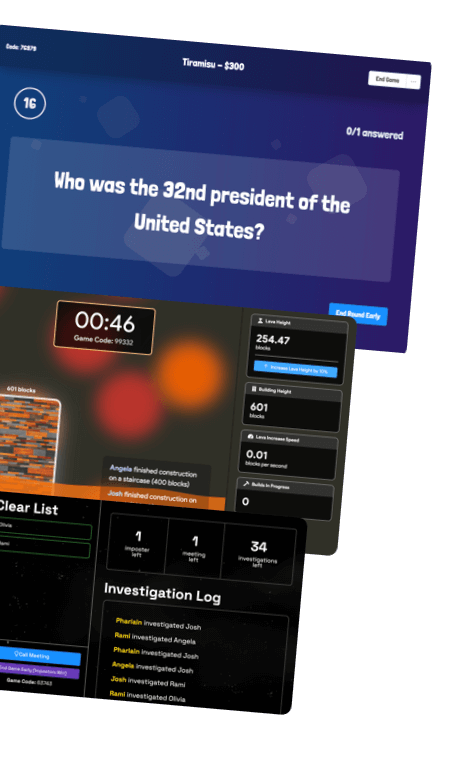 Code: 76979
Tiramisu – $300
End Game
...
16
0/1 answered
Who was the 32nd president of the
United States?
End Round Early
00:46
Game Code: 99332
601 blocks
Angela finished construction
on a staircase (400 blocks)
Josh finished construction on
Lava Height
254.47
blocks
Increase Lava Height by 10%
Building Height
601
blocks
Lava Increase Speed
0.01
blocks per second
Builds in Progress
0
Clear List
Olivia
Rami
Call Meeting
End Game Early (Impostors Win)
Game Code: 62743
1
imposter
left
1
meeting
left
34
investigations
left
Investigation Log
Pharlain investigated Josh
Rami investigated Angela
Pharlain investigated Josh
Angela investigated Josh
Josh investigated Rami
Rami investigated Olivia